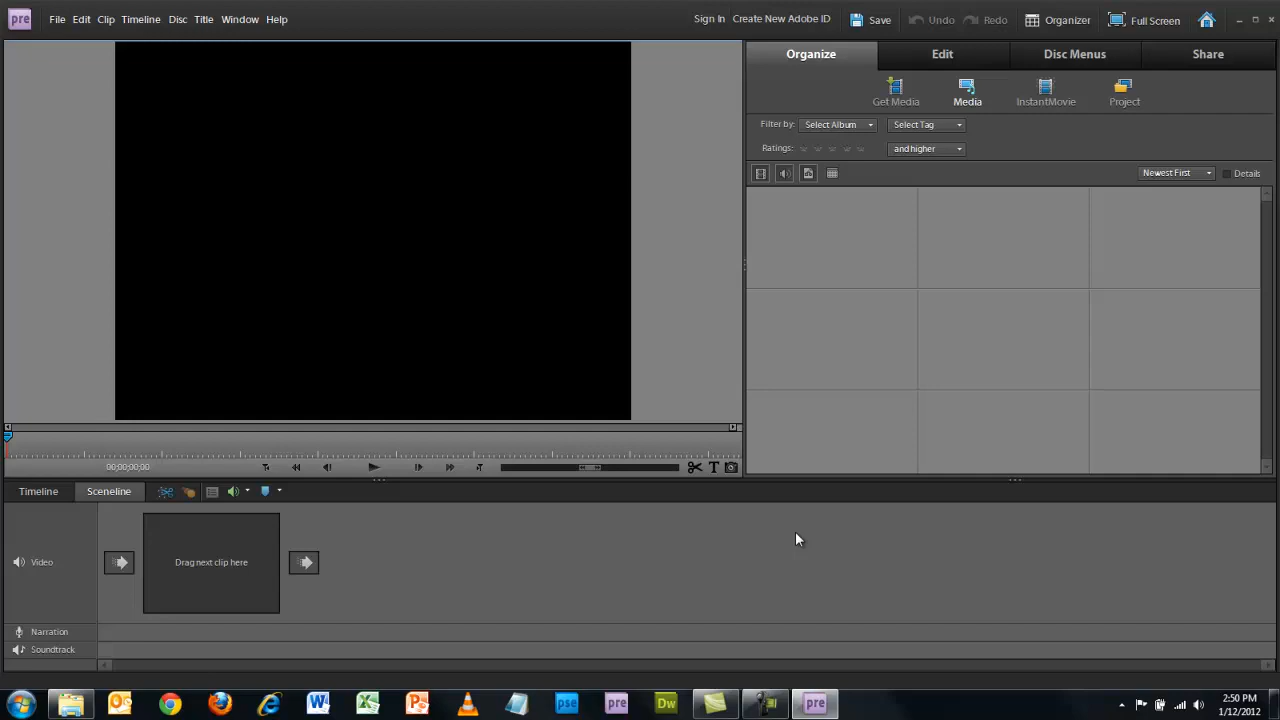 pre File Edit Clip Timeline Disc Title Window Help Sign In Create New Adobe ID Save Undo Redo Organizer Full Screen
Organize Edit Disc Menus Share
Get Media Media InstantMovie Project
Filter by: Select Album Select Tag
Ratings: and higher
Newest First Details
00;00;00;00 T
Timeline Sceneline
Video Drag next clip here
Narration
Soundtrack
pse pre Dw pre
2:50 PM
1/12/2012